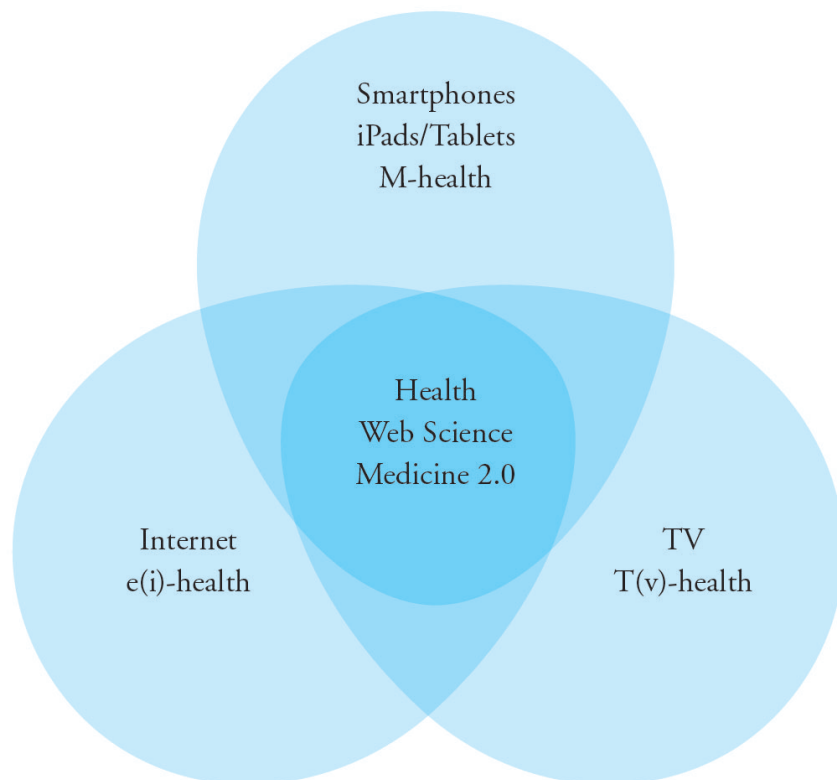 Smartphones
iPads/Tablets
M-health
Health
Web Science
Medicine 2.0
Internet
e(i)-health
TV
T(v)-health